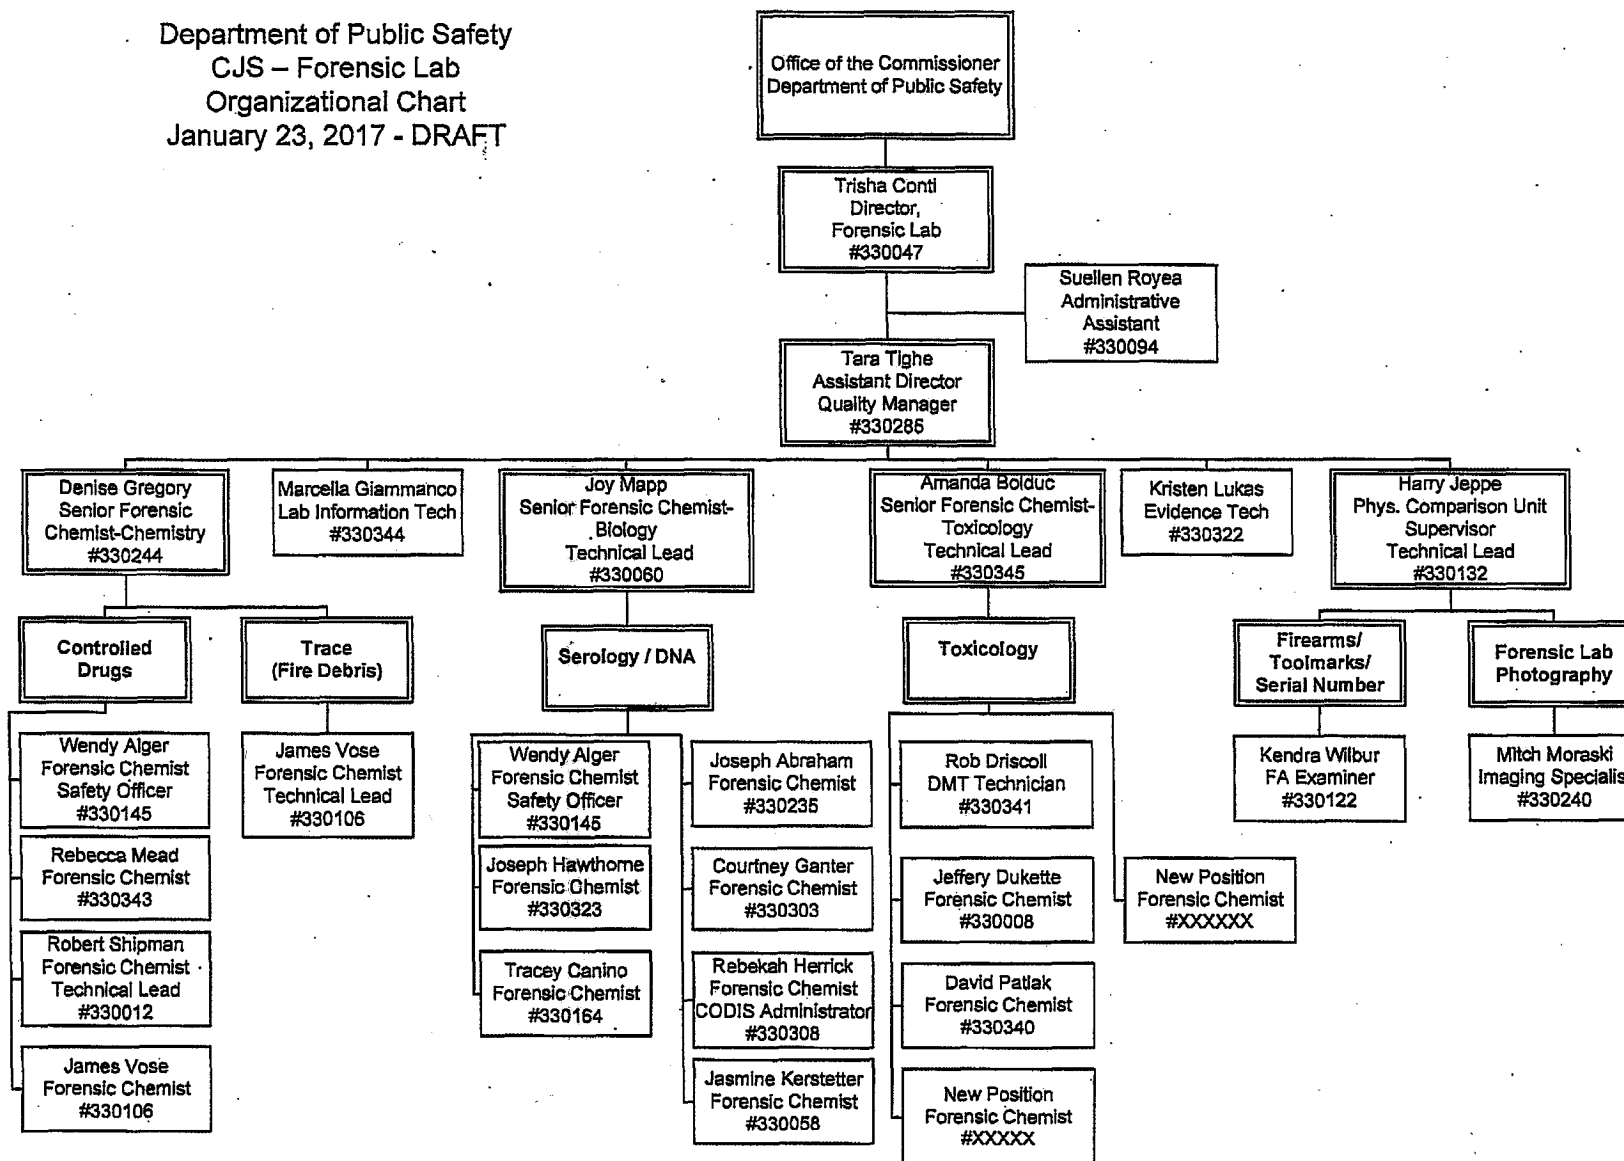 Department of Public Safety
CJS – Forensic Lab
Organizational Chart
January 23, 2017 - DRAFT
Office of the Commissioner
Department of Public Safety
Trisha Conti
Director,
Forensic Lab
#330047
Suellen Royea
Administrative
Assistant
#330094
Tara Tighe
Assistant Director
Quality Manager
#330285
Denise Gregory
Senior Forensic
Chemist-Chemistry
#330244
Marcella Giammanco
Lab Information Tech
#330344
Joy Mapp
Senior Forensic Chemist-
Biology
Technical Lead
#330060
Amanda Bolduc
Senior Forensic Chemist-
Toxicology
Technical Lead
#330345
Kristen Lukas
Evidence Tech
#330322
Harry Jeppe
Phys. Comparison Unit
Supervisor
Technical Lead
#330132
Controlled
Drugs
Trace
(Fire Debris)
Serology / DNA
Toxicology
Firearms/
Toolmarks/
Serial Number
Forensic Lab
Photography
Wendy Alger
Forensic Chemist
Safety Officer
#330145
Rebecca Mead
Forensic Chemist
#330343
Robert Shipman
Forensic Chemist
Technical Lead
#330012
James Vose
Forensic Chemist
#330106
James Vose
Forensic Chemist
Technical Lead
#330106
Wendy Alger
Forensic Chemist
Safety Officer
#330145
Joseph Hawthorne
Forensic Chemist
#330323
Tracey Canino
Forensic Chemist
#330164
Joseph Abraham
Forensic Chemist
#330235
Courtney Ganter
Forensic Chemist
#330303
Rebekah Herrick
Forensic Chemist
CODIS Administrator
#330308
Jasmine Kerstetter
Forensic Chemist
#330058
Rob Driscoll
DMT Technician
#330341
Jeffery Dukette
Forensic Chemist
#330008
David Patlak
Forensic Chemist
#330340
New Position
Forensic Chemist
#XXXXX
New Position
Forensic Chemist
#XXXXXX
Kendra Wilbur
FA Examiner
#330122
Mitch Moraski
Imaging Specialis
#330240